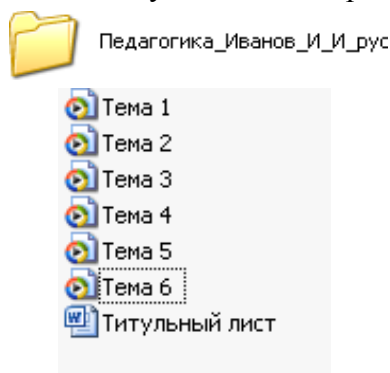 Педагогика_Иванов_И_И_рус
Тема 1
Тема 2
Тема 3
Тема 4
Тема 5
Тема 6
Титульный лист